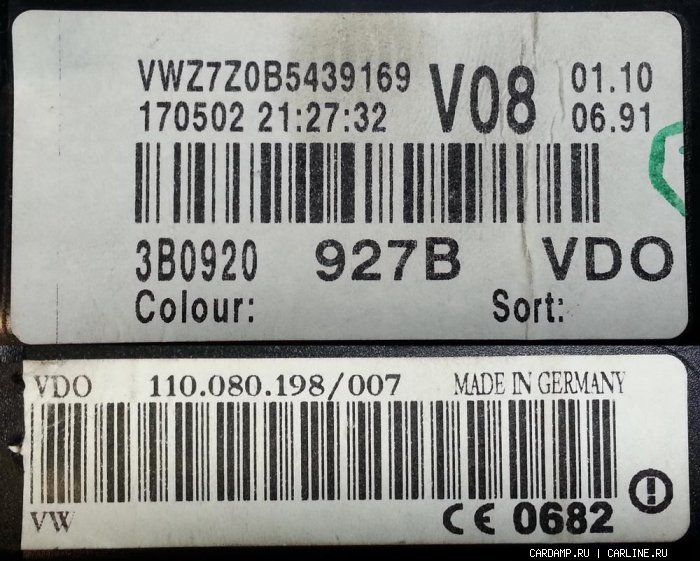 VWZ7Z0B5439169 V08 01.10
170502 21:27:32 06.91
3B0920 927B VDO
Colour: Sort:
VDO 110.080.198/007 MADE IN GERMANY
VW CE 0682
CARDAMP.RU | CARLINE.RU